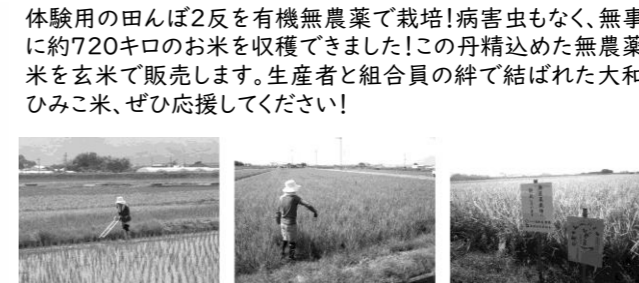 体験用の田んぼ2反を有機無農薬で栽培!病害虫もなく、無事
に約720キロのお米を収穫できました!この丹精込めた無農薬
米を玄米で販売します。生産者と組合員の絆で結ばれた大和
ひみこ米、ぜひ応援してください!